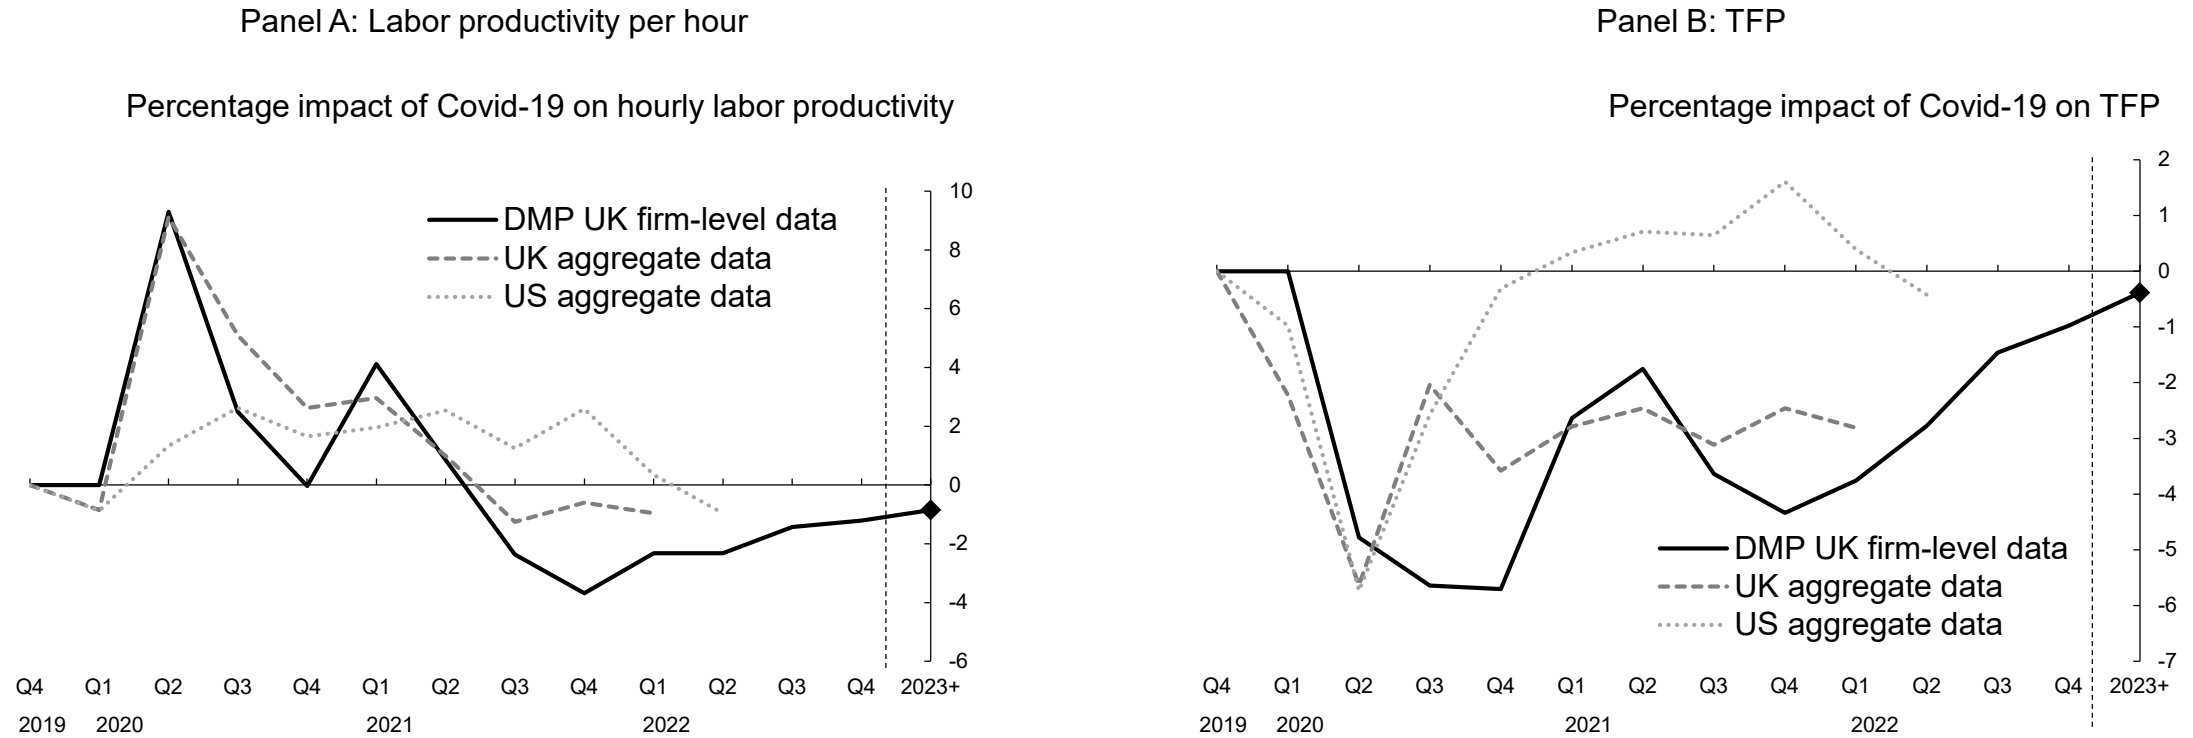 Panel A: Labor productivity per hour
Percentage impact of Covid-19 on hourly labor productivity
DMP UK firm-level data
UK aggregate data
US aggregate data
10
8
6
4
2
0
-2
-4
-6
Q4 Q1 Q2 Q3 Q4 Q1 Q2 Q3 Q4 Q1 Q2 Q3 Q4 2023+
2019 2020 2021 2022
Panel B: TFP
Percentage impact of Covid-19 on TFP
2
1
0
-1
-2
-3
-4
-5
-6
-7
DMP UK firm-level data
UK aggregate data
US aggregate data
Q4 Q1 Q2 Q3 Q4 Q1 Q2 Q3 Q4 Q1 Q2 Q3 Q4 2023+
2019 2020 2021 2022